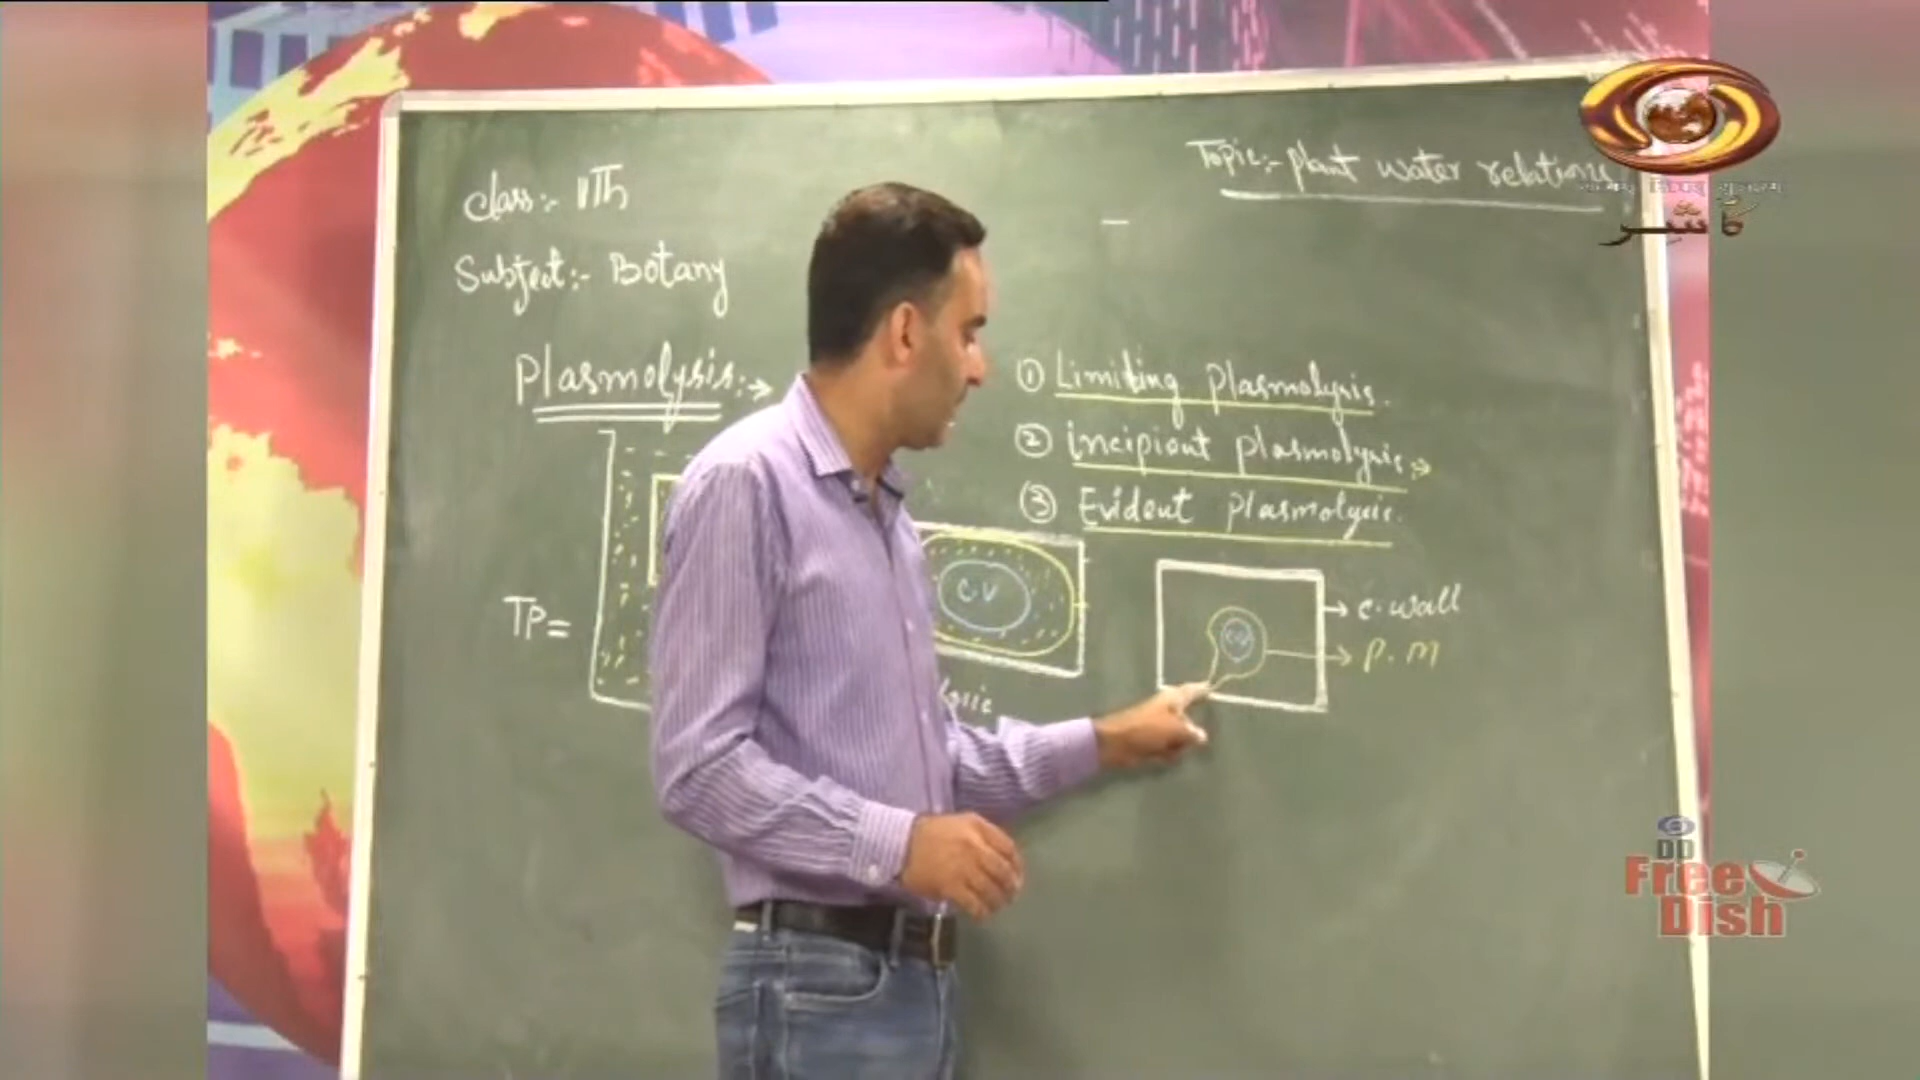 Class:- 11Th
Topic:- Plant water relations
Subject:- Botany
Plasmolysis:→
① Limiting Plasmolysis.
② incipient Plasmolysis:→
③ Evident Plasmolysis.
TP=
C.V
C.V
→ C. wall
→ P. M
کأشر
DD
Free
Dish